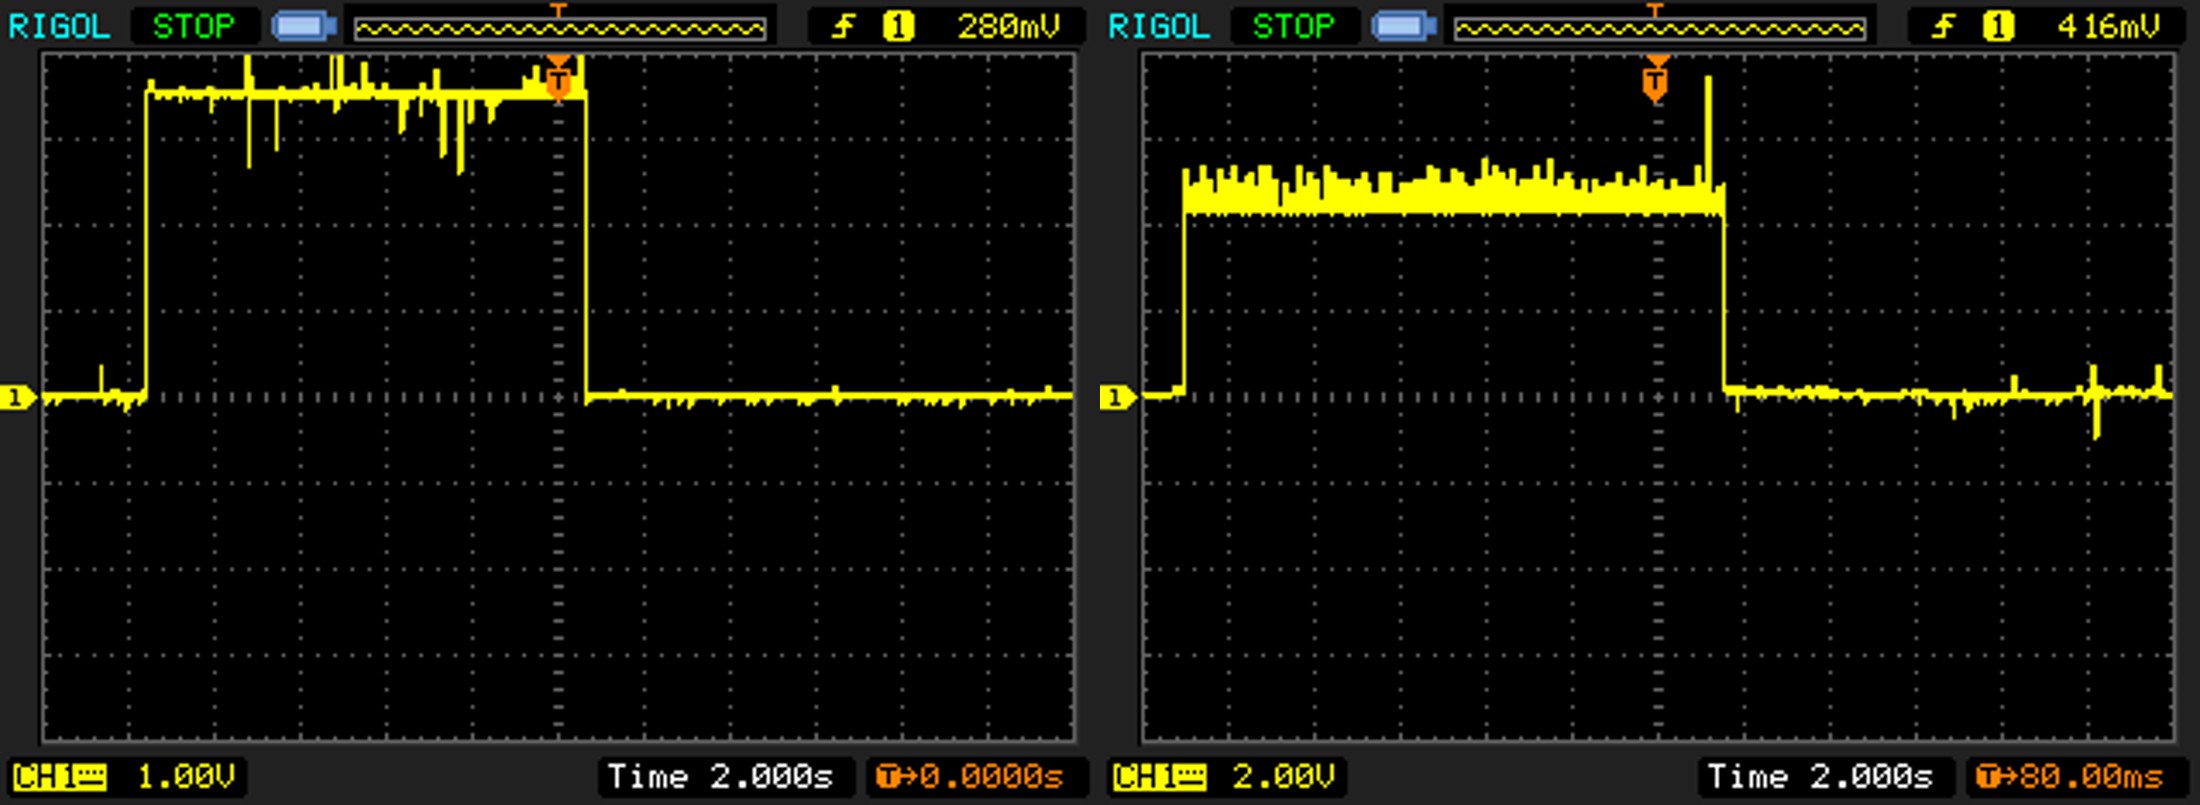 RIGOL STOP T 1 280mV
T
1
CH1 1.00V Time 2.000s T→0.0000s
RIGOL STOP T 1 416mV
T
1
CH1 2.00V Time 2.000s T→80.00ms